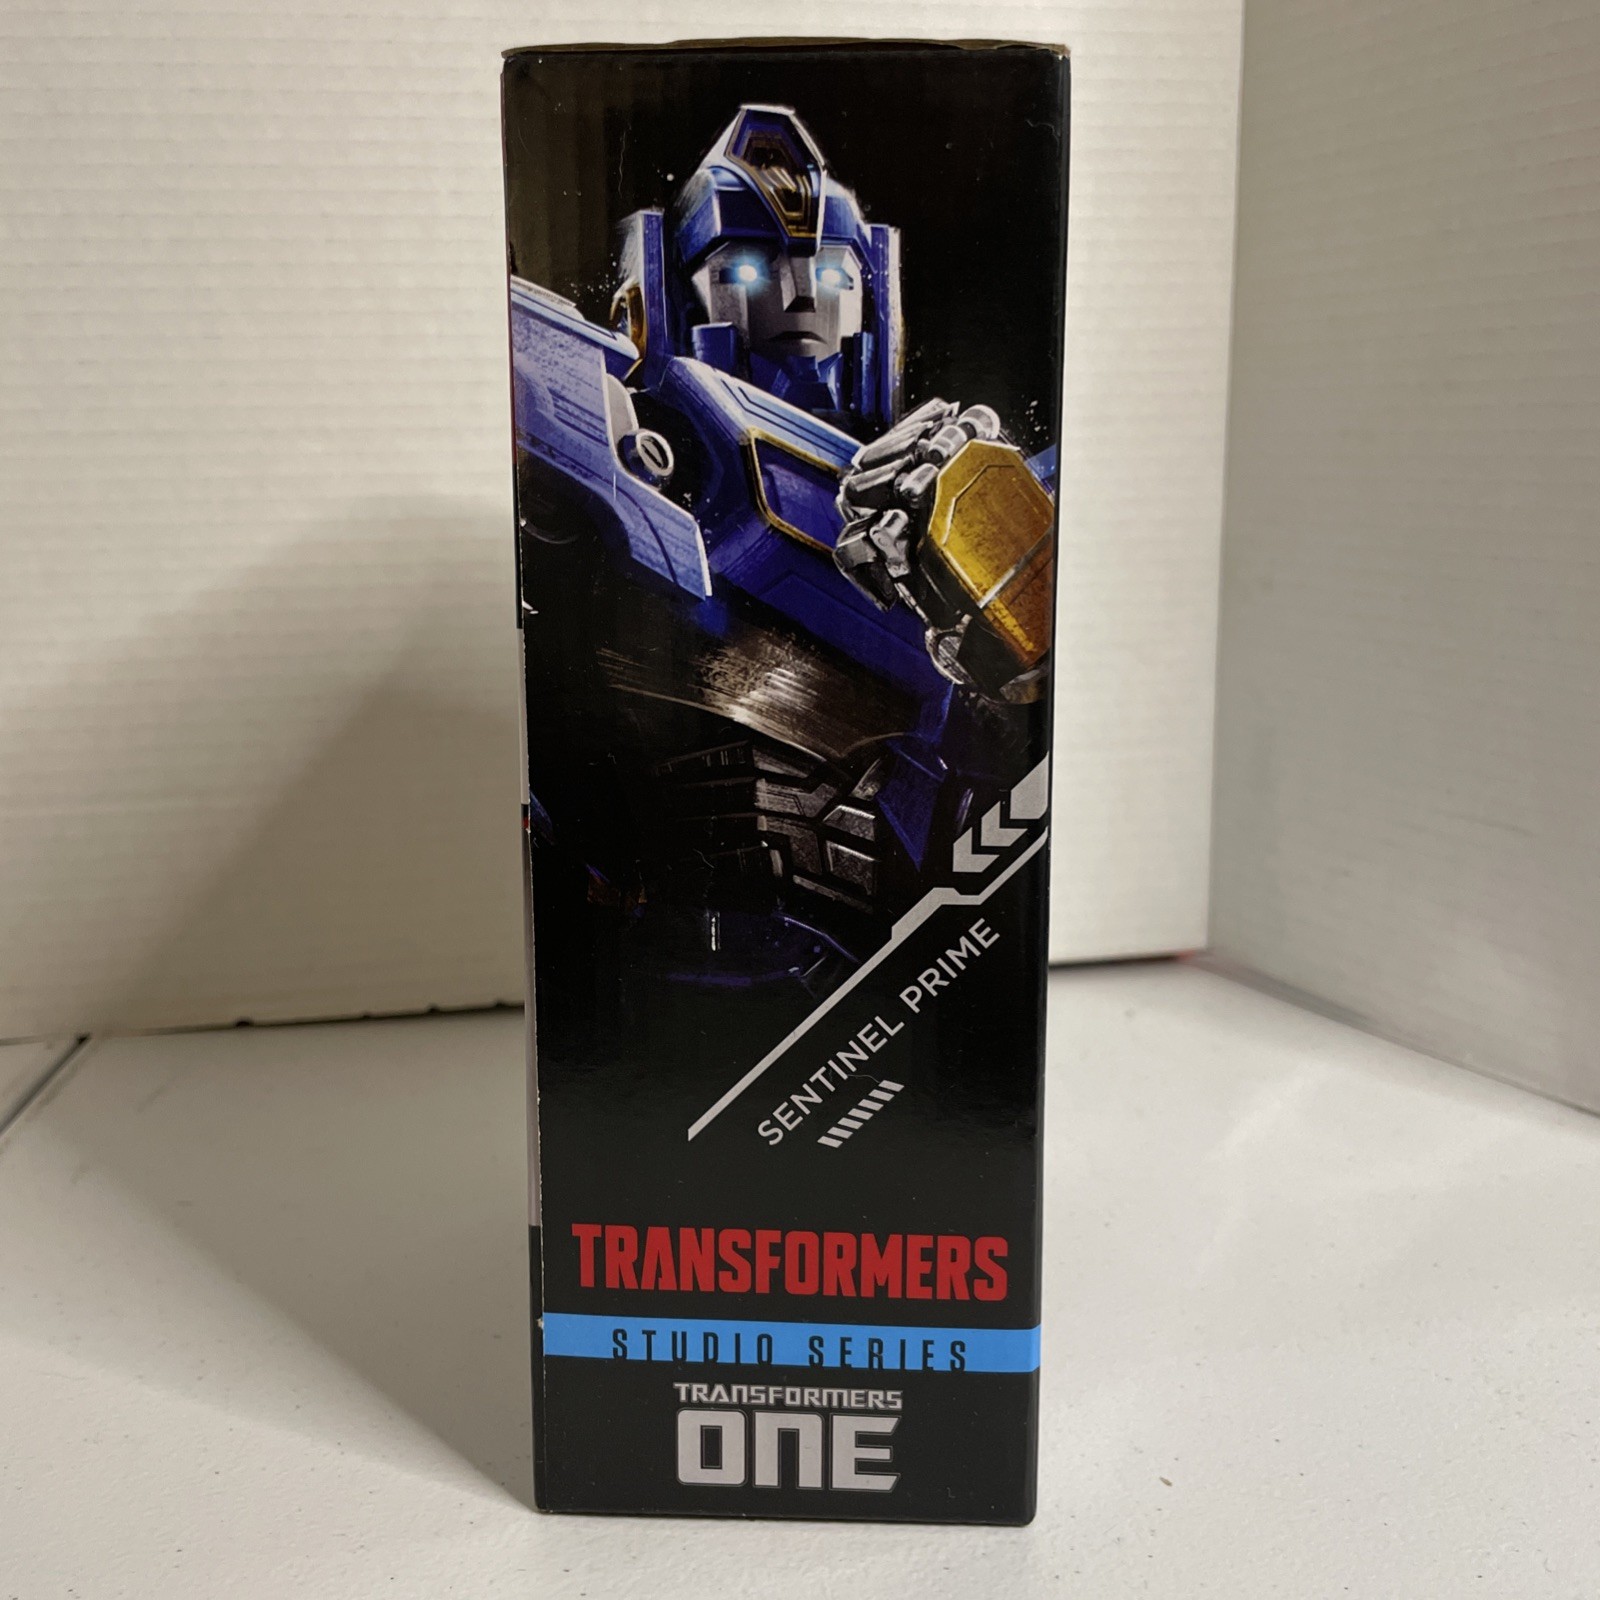 SENTINEL PRIME
TRANSFORMERS
STUDIO SERIES
TRANSFORMERS
ONE